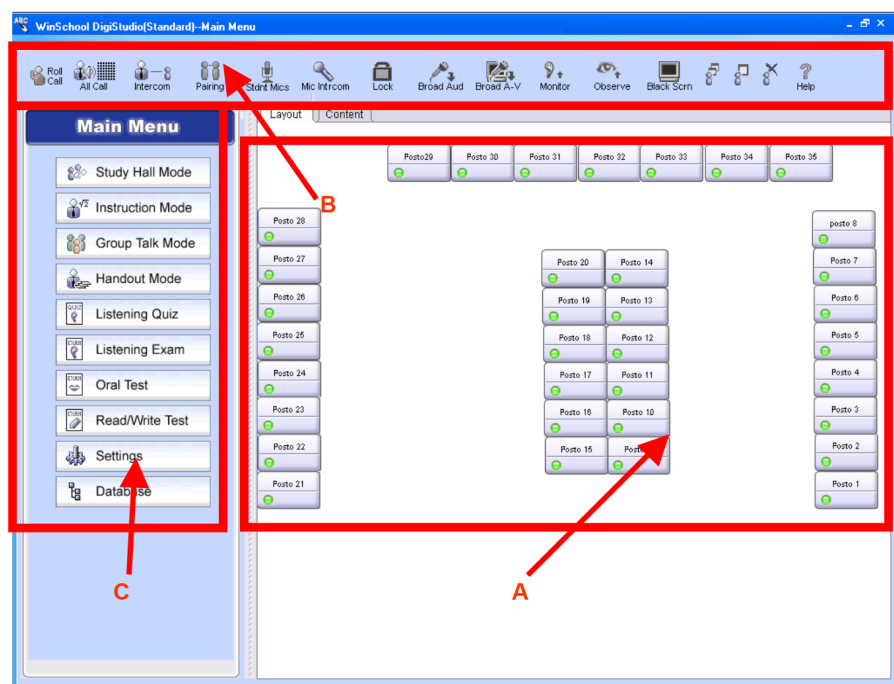 WinSchool DigiStudio(Standard)--Main Menu
Roll Call All Call Intercom Pairing Stdnt Mics Mic Intrcom Lock Broad Aud Broad A-V Monitor Observe Black Scrn Help
Main Menu
Layout Content
Study Hall Mode
Instruction Mode
Group Talk Mode
Handout Mode
Listening Quiz
Listening Exam
Oral Test
Read/Write Test
Settings
Database
Posto29 Posto 30 Posto 31 Posto 32 Posto 33 Posto 34 Posto 35
B
Posto 28 posto 8
Posto 27 Posto 20 Posto 14 Posto 7
Posto 26 Posto 19 Posto 13 Posto 6
Posto 25 Posto 18 Posto 12 Posto 5
Posto 24 Posto 17 Posto 11 Posto 4
Posto 23 Posto 16 Posto 10 Posto 3
Posto 22 Posto 15 Posto 2
Posto 21 Posto 1
C A